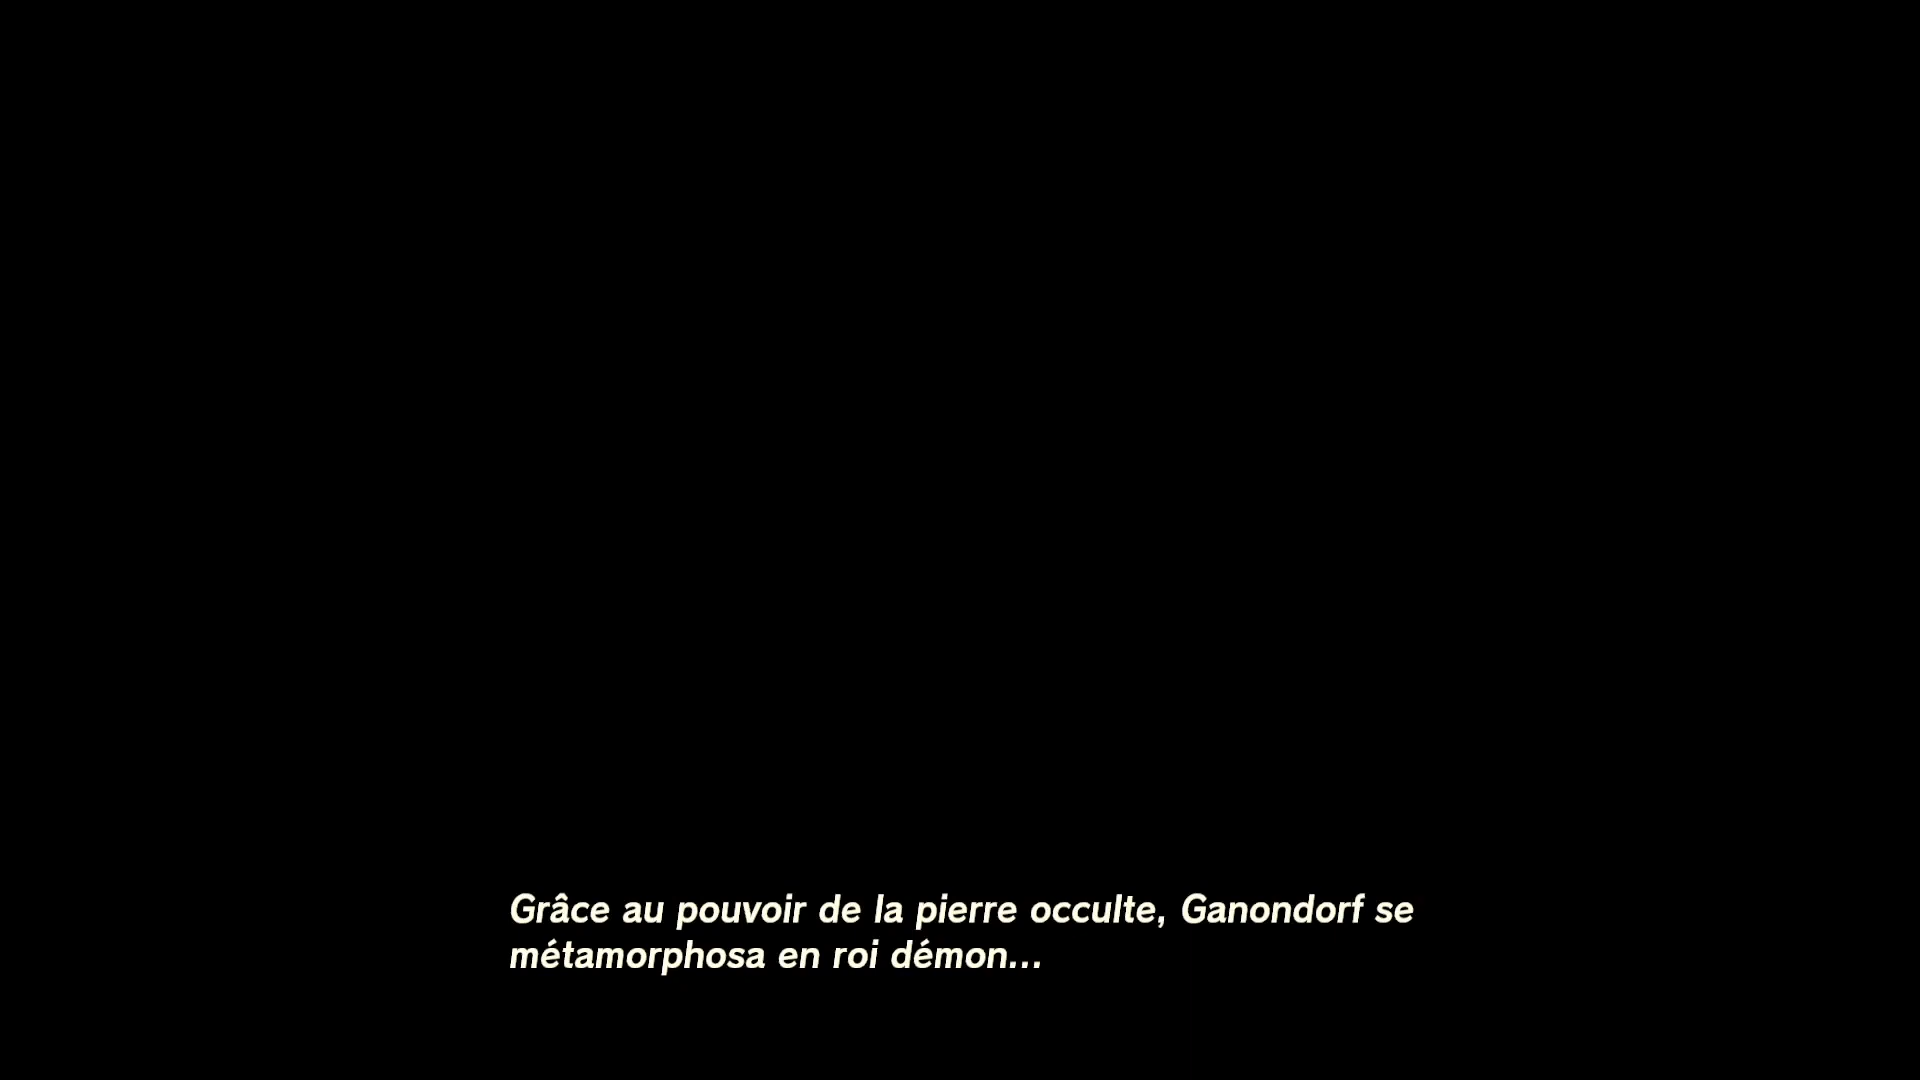 Grâce au pouvoir de la pierre occulte, Ganondorf se
métamorphosa en roi démon...